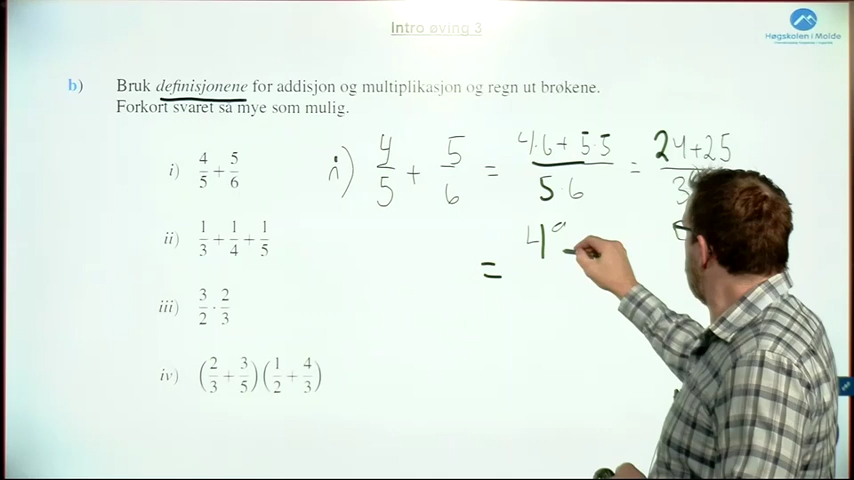 Intro øving 3
Høgskolen i Molde
b) Bruk definisjonene for addisjon og multiplikasjon og regn ut brøkene.
Forkort svaret så mye som mulig.
i) 4/5 + 5/6
ii) 1/3 + 1/4 + 1/5
iii) 3/2 · 2/3
iv) (2/3 + 3/5)(1/2 + 4/3)
i) 4/5 + 5/6 = (4·6 + 5·5)/(5·6) = (24+25)/3
= 4